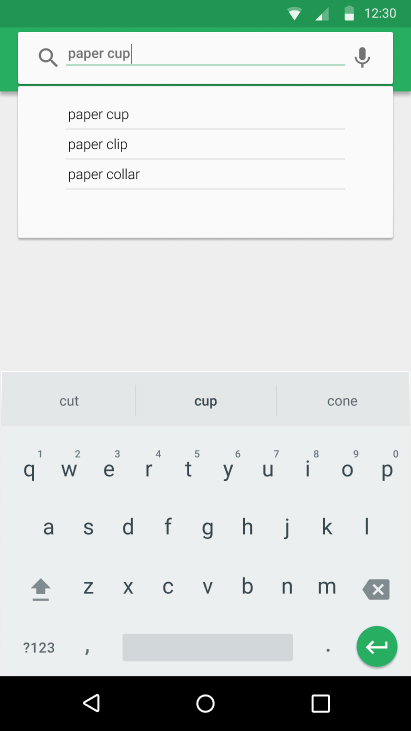 12:30
paper cup
paper cup
paper clip
paper collar
cut cup cone
1 2 3 4 5 6 7 8 9 0
q w e r t y u i o p
a s d f g h j k l
z x c v b n m
?123 , .